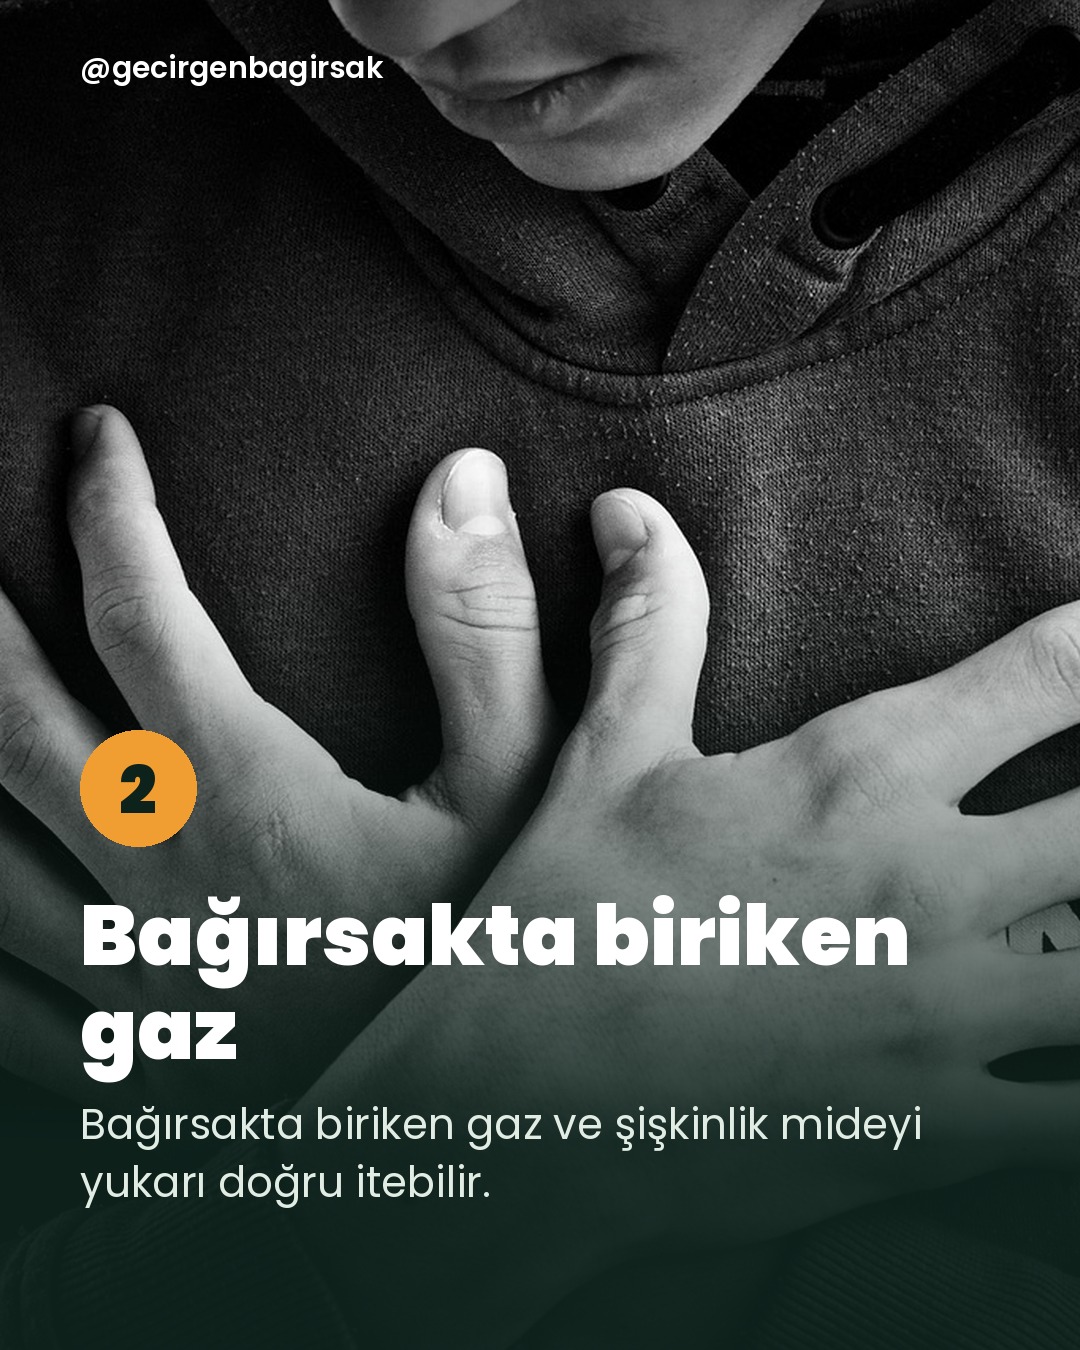 @gecirgenbagirsak
2
Bağırsakta biriken
gaz
Bağırsakta biriken gaz ve şişkinlik mideyi
yukarı doğru itebilir.